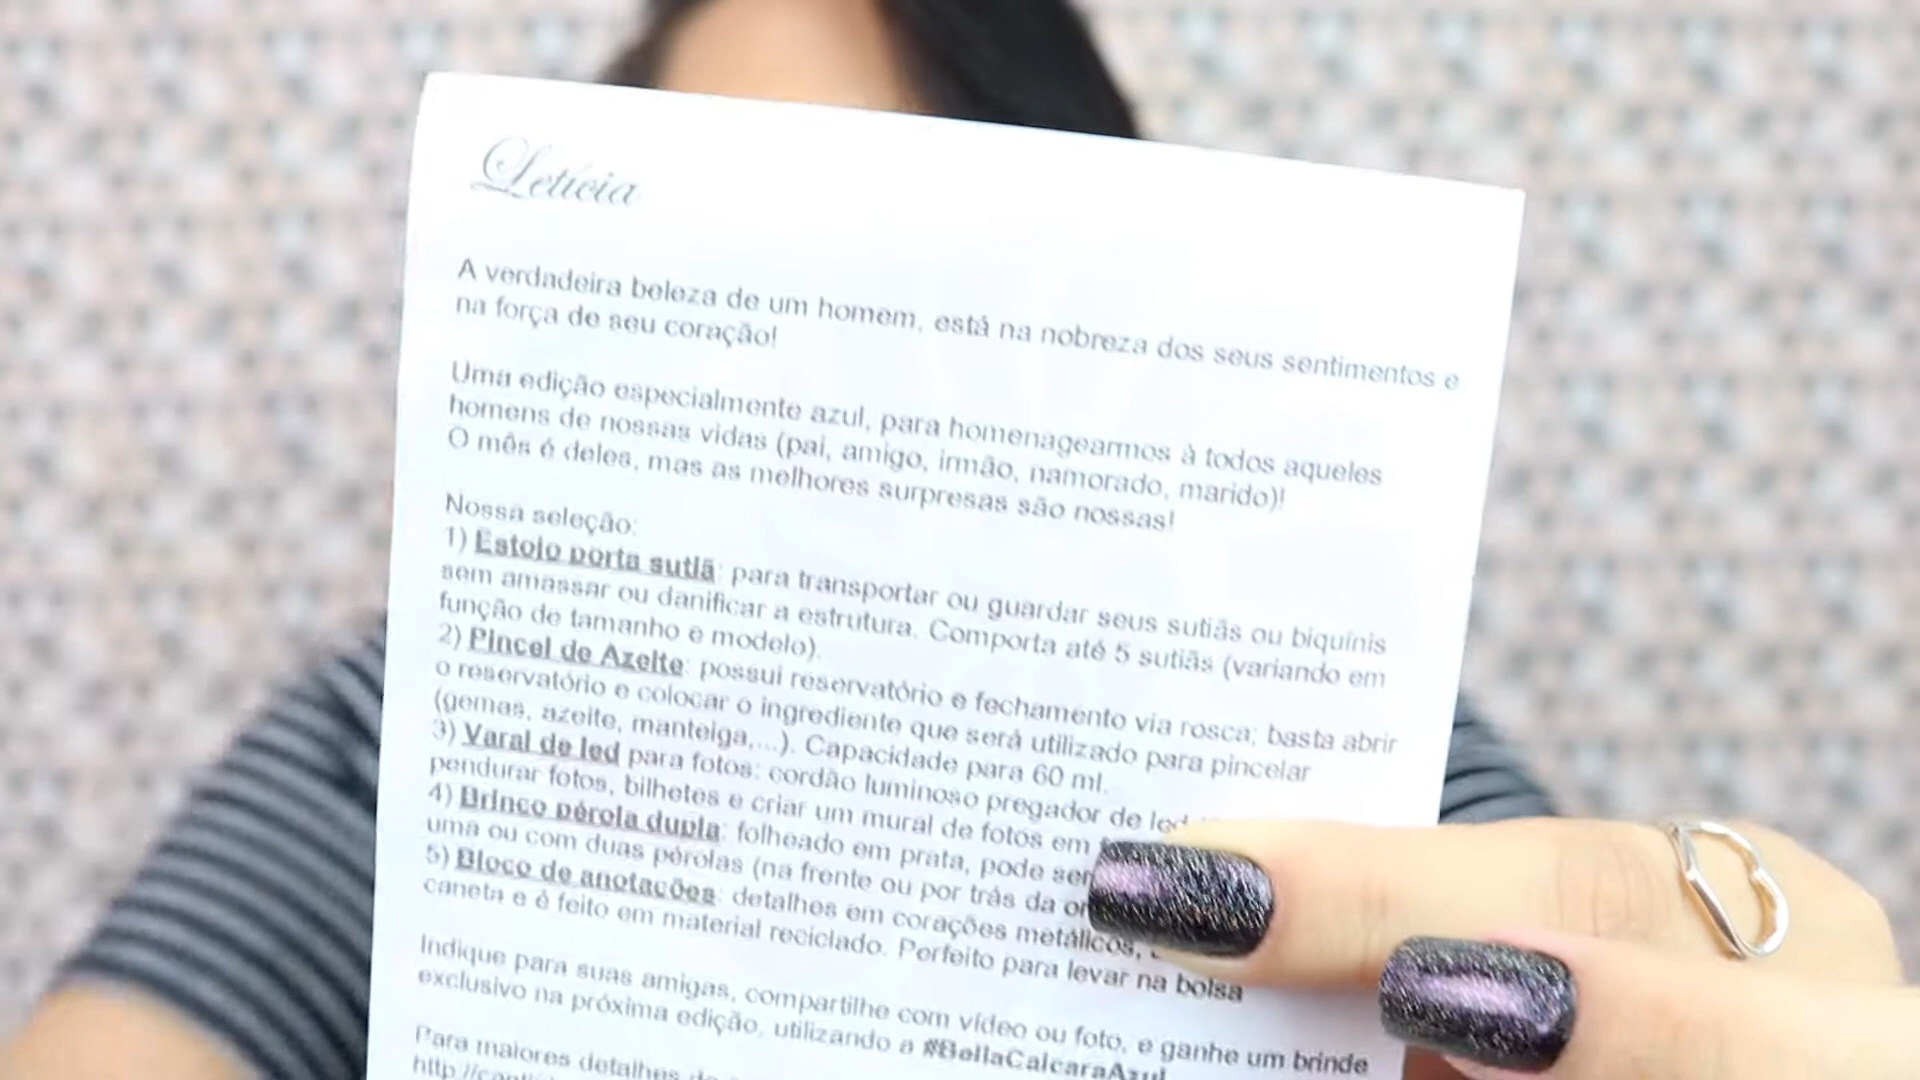 Letícia
A verdadeira beleza de um homem, está na nobreza dos seus sentimentos e
na força de seu coração!
Uma edição especialmente azul, para homenagearmos à todos aqueles
homens de nossas vidas (pai, amigo, irmão, namorado, marido)!
O mês é deles, mas as melhores surpresas são nossas!
Nossa seleção:
1) Estojo porta sutiã: para transportar ou guardar seus sutiãs ou biquínis
sem amassar ou danificar a estrutura. Comporta até 5 sutiãs (variando em
função de tamanho e modelo).
2) Pincel de Azeite: possui reservatório e fechamento via rosca; basta abrir
o reservatório e colocar o ingrediente que será utilizado para pincelar
(gemas, azeite, manteiga,...). Capacidade para 60 ml.
3) Varal de led para fotos: cordão luminoso pregador de led
pendurar fotos, bilhetes e criar um mural de fotos em
4) Brinco pérola dupla: folheado em prata, pode ser
uma ou com duas pérolas (na frente ou por trás da
5) Bloco de anotações: detalhes em corações metálicos,
caneta e é feito em material reciclado. Perfeito para levar na bolsa
Indique para suas amigas, compartilhe com vídeo ou foto, e ganhe um brinde
exclusivo na próxima edição, utilizando a #BellaCalcaraAzul
Para maiores detalhes